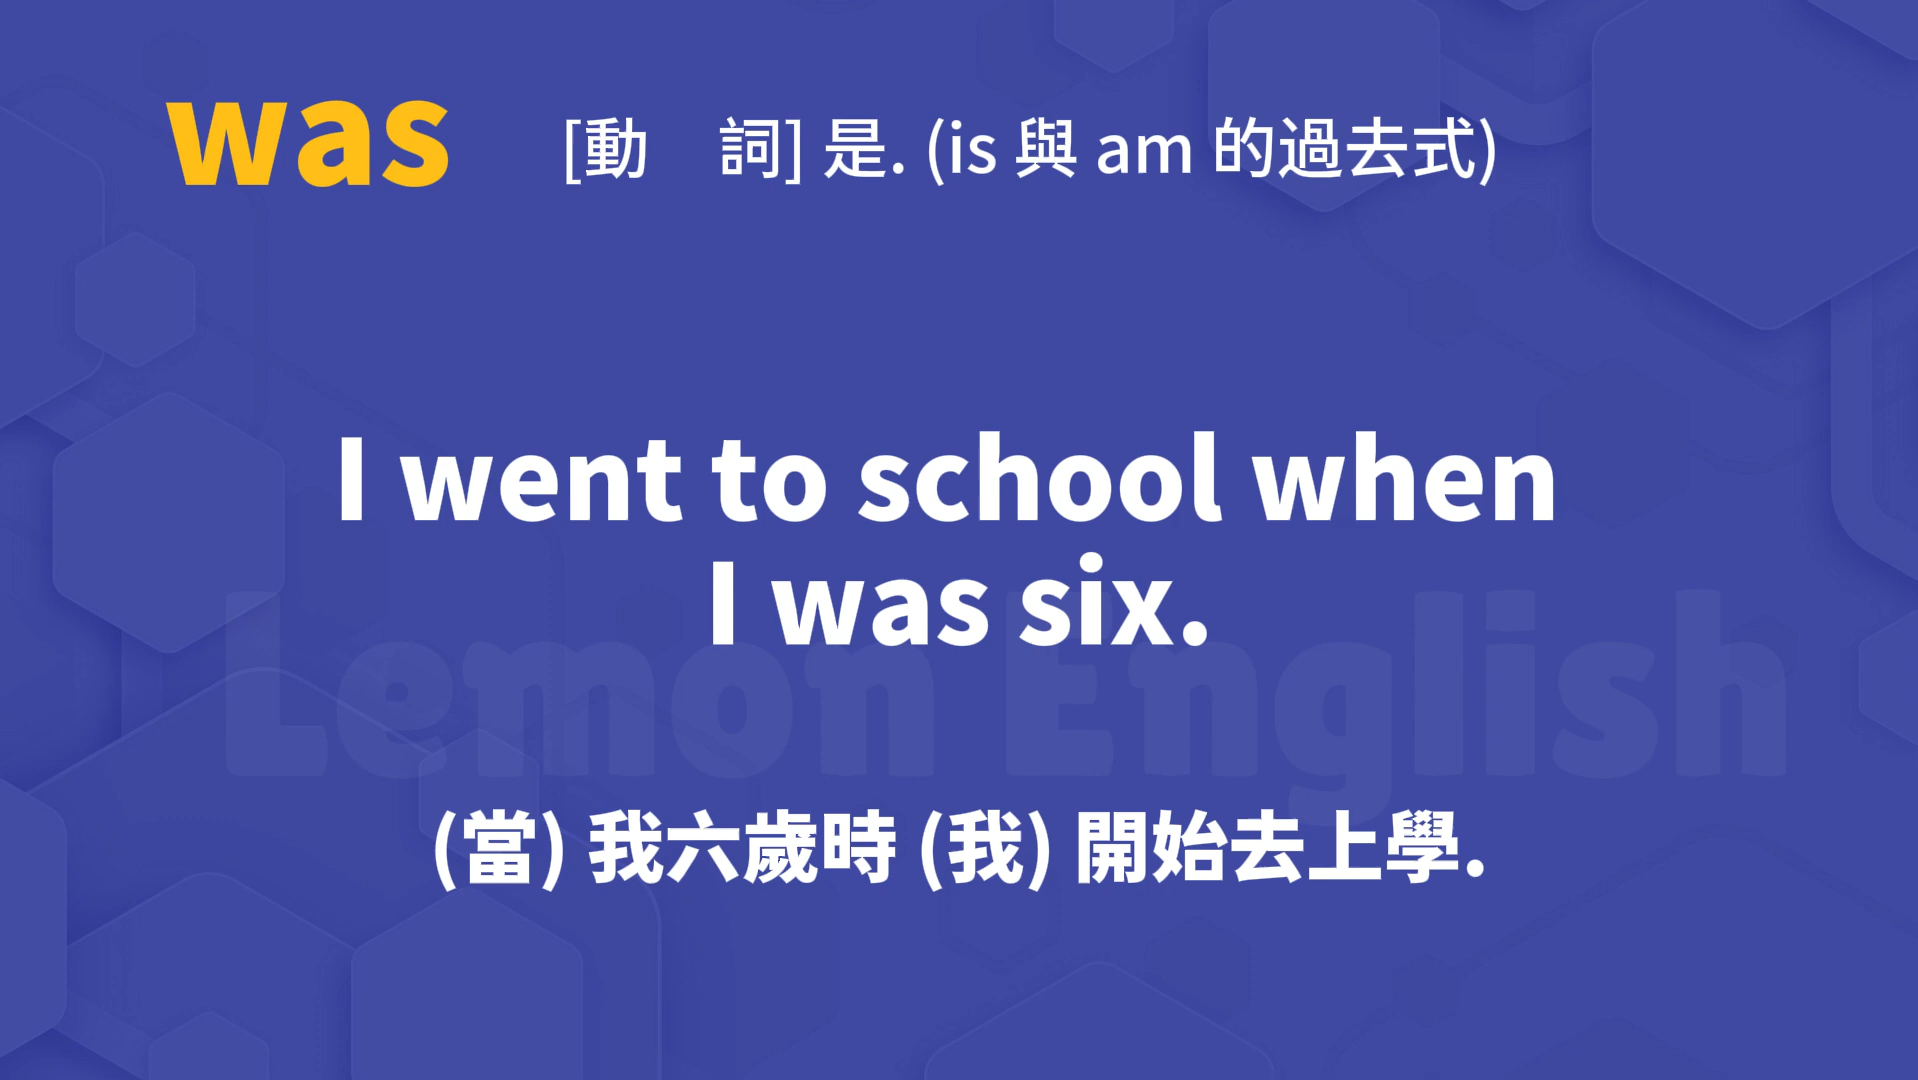 was [動　詞] 是. (is 與 am 的過去式)
I went to school when
I was six.
Lemon English
(當) 我六歲時 (我) 開始去上學.